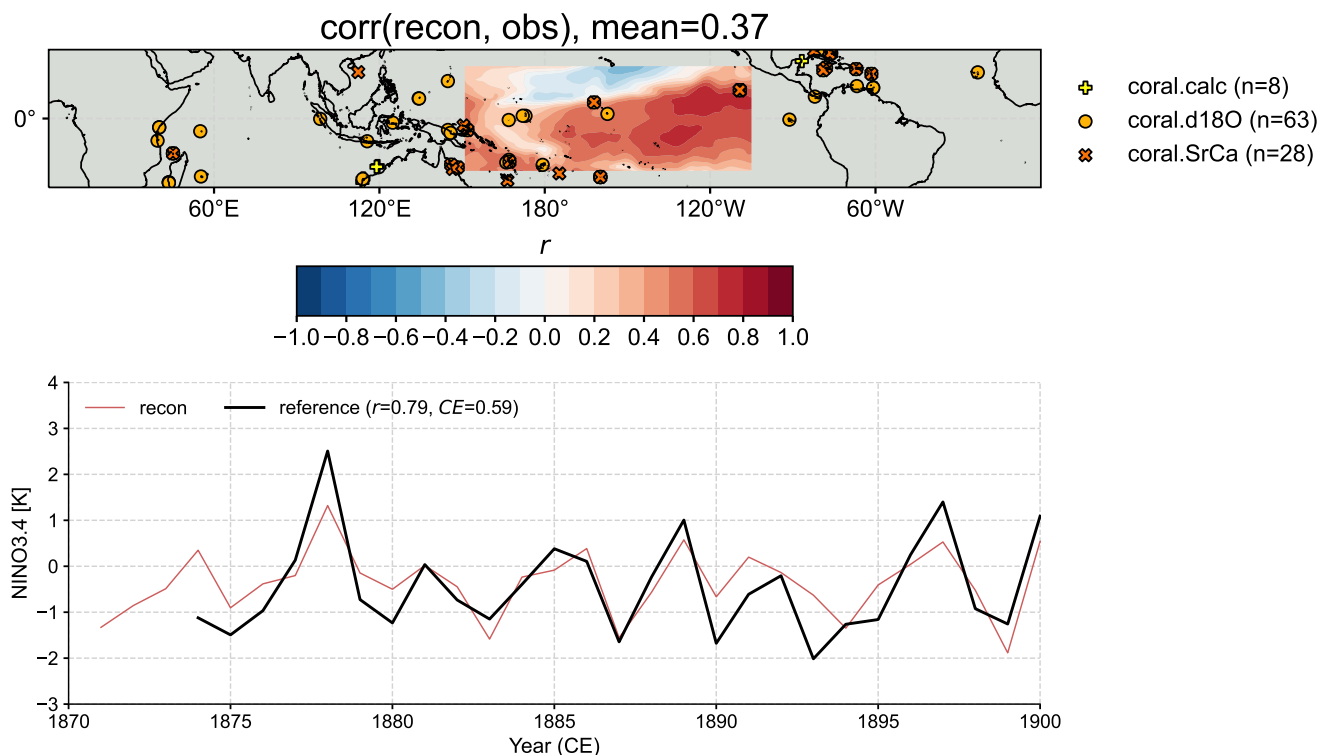 corr(recon, obs), mean=0.37
0°
60°E 120°E 180° 120°W 60°W
coral.calc (n=8)
coral.d18O (n=63)
coral.SrCa (n=28)
r
−1.0 −0.8 −0.6 −0.4 −0.2 0.0 0.2 0.4 0.6 0.8 1.0
recon
reference (r=0.79, CE=0.59)
NINO3.4 [K]
4
3
2
1
0
−1
−2
−3
1870 1875 1880 1885 1890 1895 1900
Year (CE)